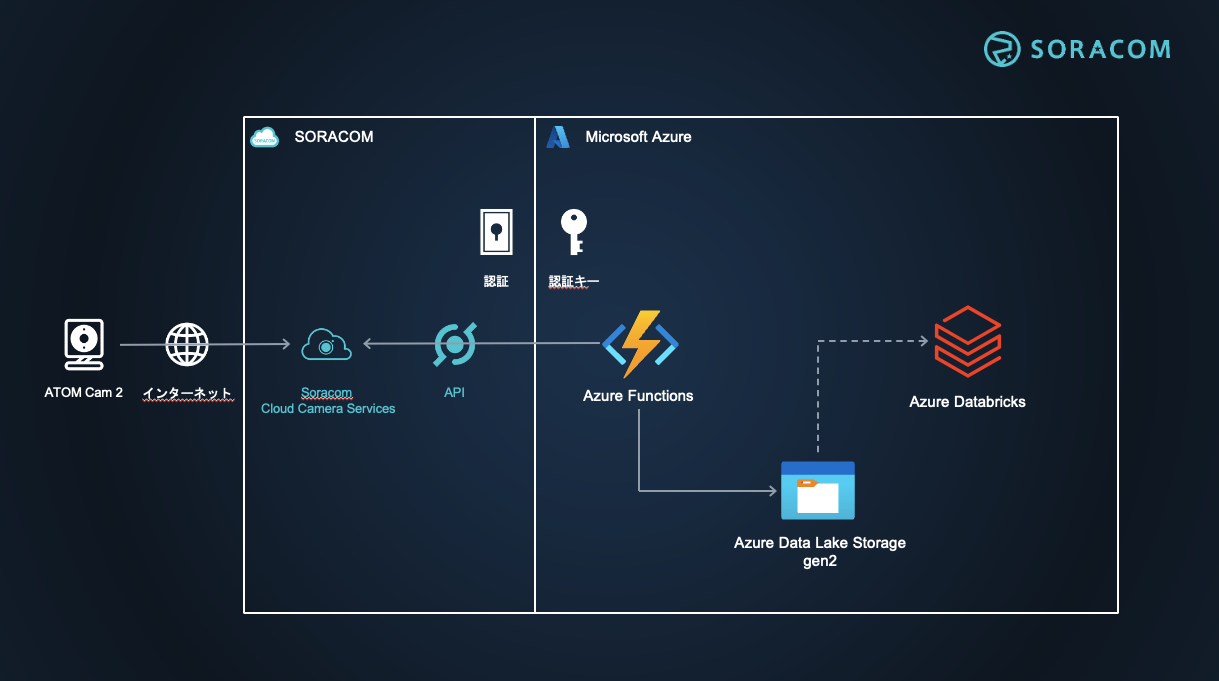 SORACOM
SORACOM
Microsoft Azure
認証
認証キー
ATOM Cam 2
インターネット
Soracom
Cloud Camera Services
API
Azure Functions
Azure Databricks
Azure Data Lake Storage
gen2